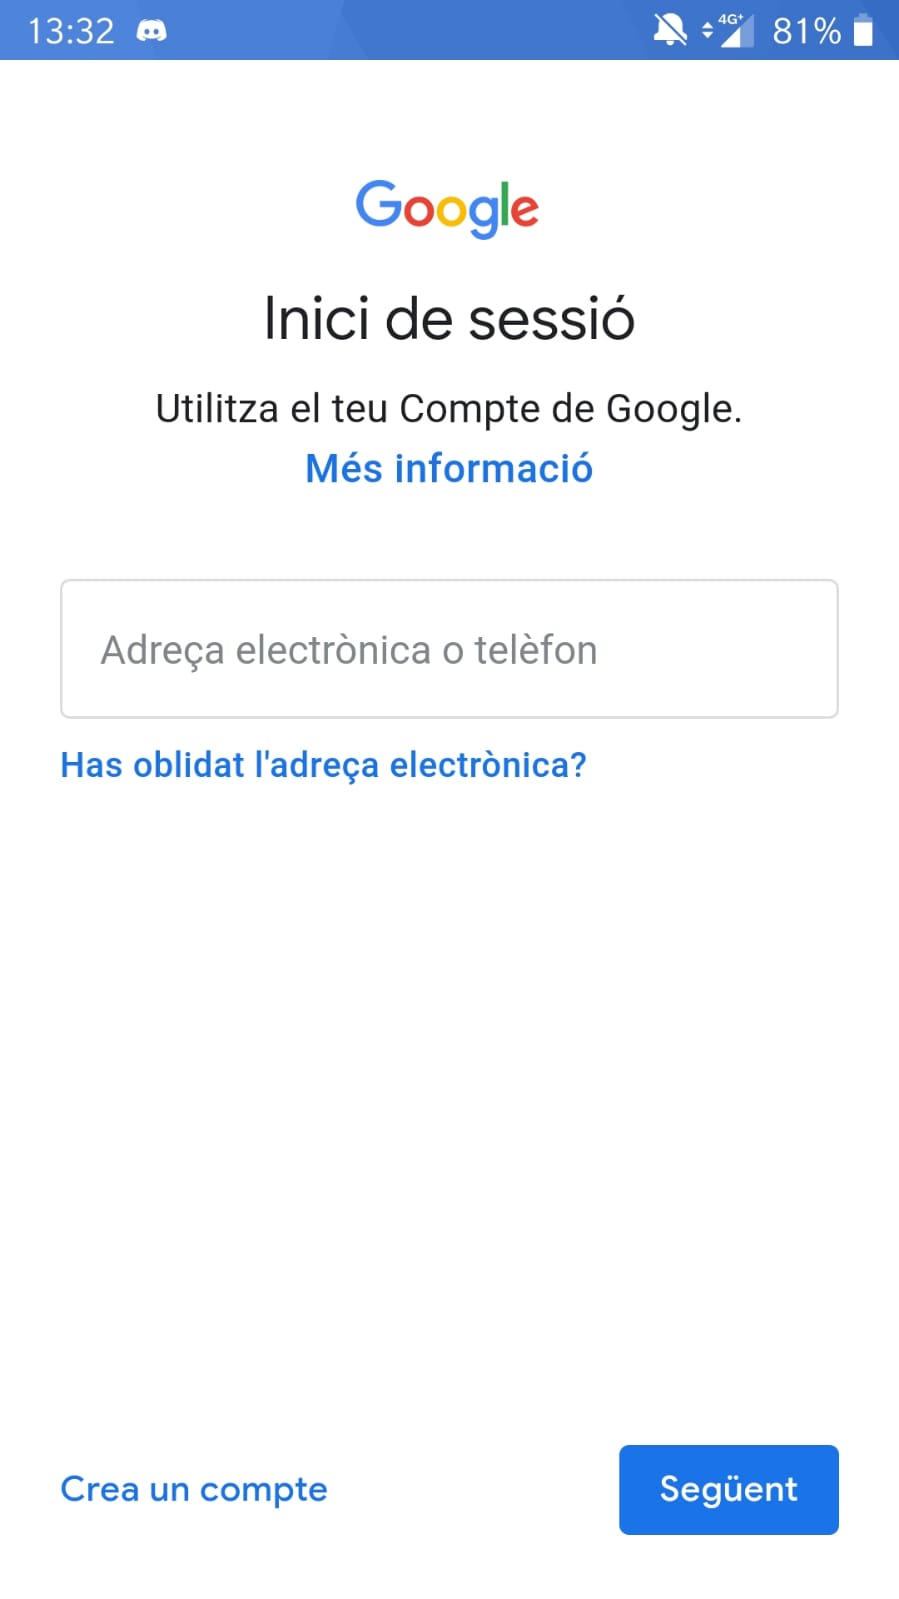 13:32
4G+ 81%
Google
Inici de sessió
Utilitza el teu Compte de Google.
Més informació
Adreça electrònica o telèfon
Has oblidat l'adreça electrònica?
Crea un compte
Següent